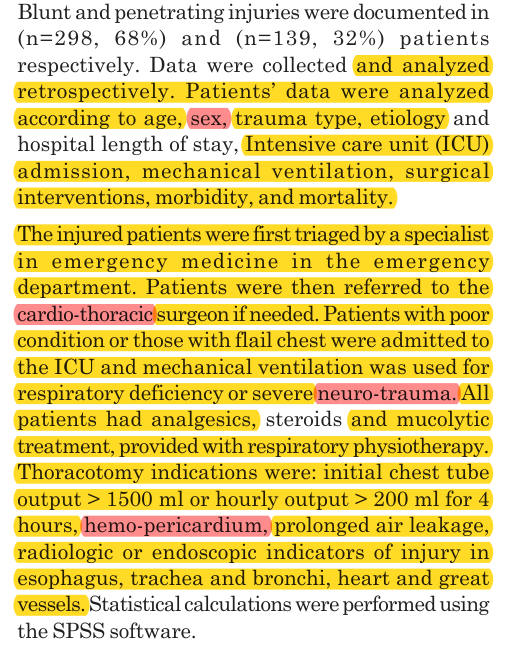 Blunt and penetrating injuries were documented in
(n=298, 68%) and (n=139, 32%) patients
respectively. Data were collected and analyzed
retrospectively. Patients' data were analyzed
according to age, sex, trauma type, etiology and
hospital length of stay, Intensive care unit (ICU)
admission, mechanical ventilation, surgical
interventions, morbidity, and mortality.
The injured patients were first triaged by a specialist
in emergency medicine in the emergency
department. Patients were then referred to the
cardio-thoracic surgeon if needed. Patients with poor
condition or those with flail chest were admitted to
the ICU and mechanical ventilation was used for
respiratory deficiency or severe neuro-trauma. All
patients had analgesics, steroids and mucolytic
treatment, provided with respiratory physiotherapy.
Thoracotomy indications were: initial chest tube
output > 1500 ml or hourly output > 200 ml for 4
hours, hemo-pericardium, prolonged air leakage,
radiologic or endoscopic indicators of injury in
esophagus, trachea and bronchi, heart and great
vessels. Statistical calculations were performed using
the SPSS software.